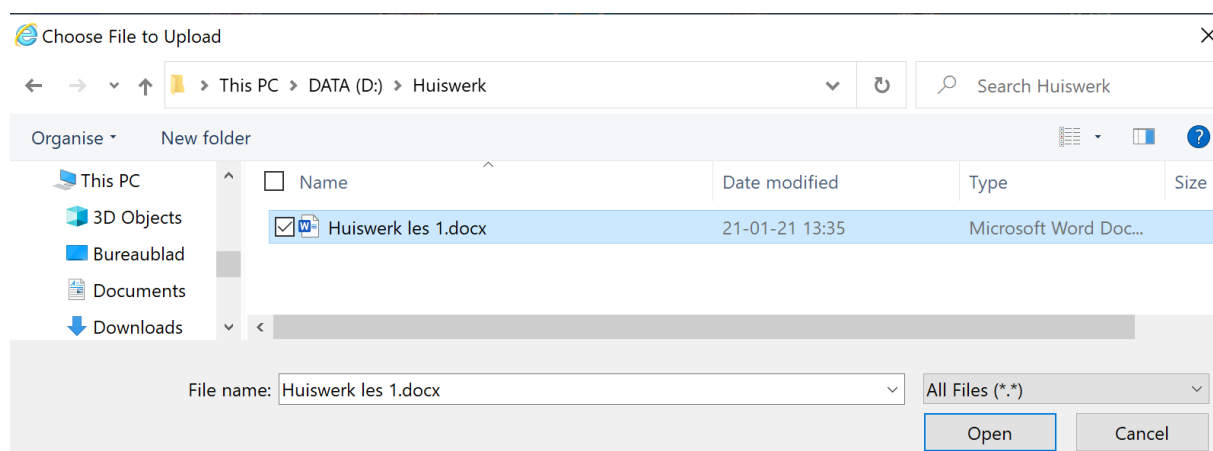 Choose File to Upload
This PC > DATA (D:) > Huiswerk
Search Huiswerk
Organise
New folder
?
This PC
3D Objects
Bureaublad
Documents
Downloads
Name Date modified Type Size
W Huiswerk les 1.docx 21-01-21 13:35 Microsoft Word Doc...
File name: Huiswerk les 1.docx
All Files (*.*)
Open Cancel